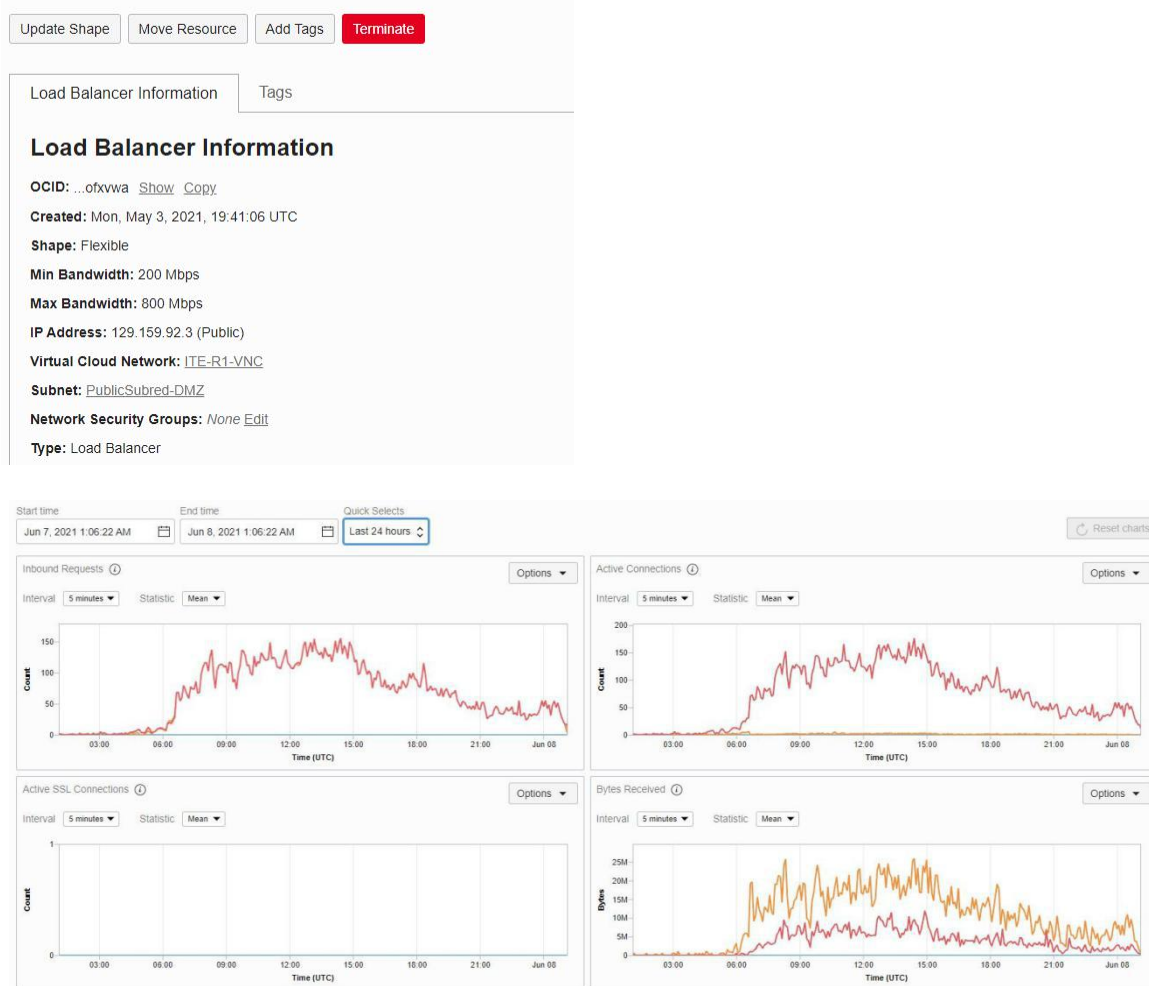 Update Shape Move Resource Add Tags Terminate
Load Balancer Information Tags
Load Balancer Information
OCID: ...ofxvwa Show Copy
Created: Mon, May 3, 2021, 19:41:06 UTC
Shape: Flexible
Min Bandwidth: 200 Mbps
Max Bandwidth: 800 Mbps
IP Address: 129.159.92.3 (Public)
Virtual Cloud Network: ITE-R1-VNC
Subnet: PublicSubred-DMZ
Network Security Groups: None Edit
Type: Load Balancer
Start time End time Quick Selects
Jun 7, 2021 1:06:22 AM Jun 8, 2021 1:06:22 AM Last 24 hours Reset charts
Inbound Requests Options
Interval 5 minutes Statistic Mean
150
100
50
0
Count
03:00 06:00 09:00 12:00 15:00 18:00 21:00 Jun 08
Time (UTC)
Active Connections Options
Interval 5 minutes Statistic Mean
200
150
100
50
0
Count
03:00 06:00 09:00 12:00 15:00 18:00 21:00 Jun 08
Time (UTC)
Active SSL Connections Options
Interval 5 minutes Statistic Mean
1
0
Count
03:00 06:00 09:00 12:00 15:00 18:00 21:00 Jun 08
Time (UTC)
Bytes Received Options
Interval 5 minutes Statistic Mean
25M
20M
15M
10M
5M
0
Bytes
03:00 06:00 09:00 12:00 15:00 18:00 21:00 Jun 08
Time (UTC)